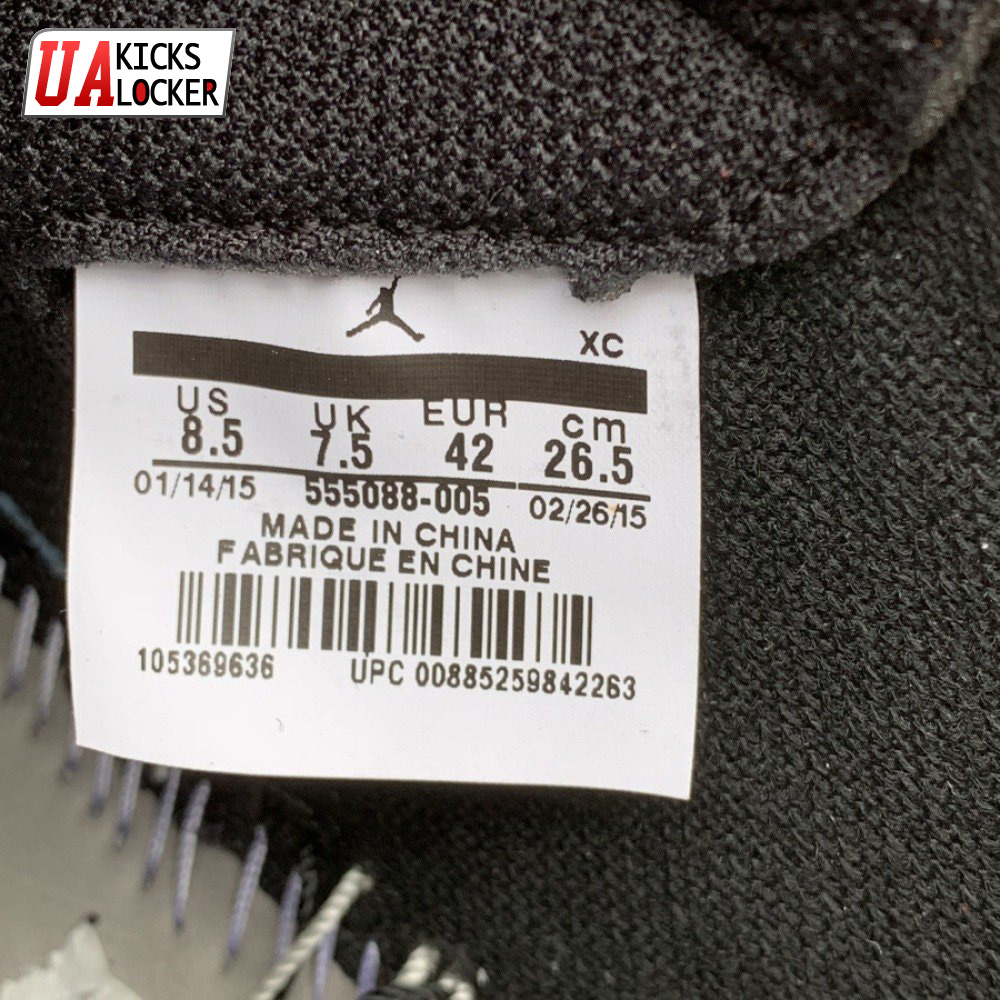 UA KICKS LOCKER
XC
US UK EUR cm
8.5 7.5 42 26.5
01/14/15 555088-005 02/26/15
MADE IN CHINA
FABRIQUE EN CHINE
105369636 UPC 00885259842263